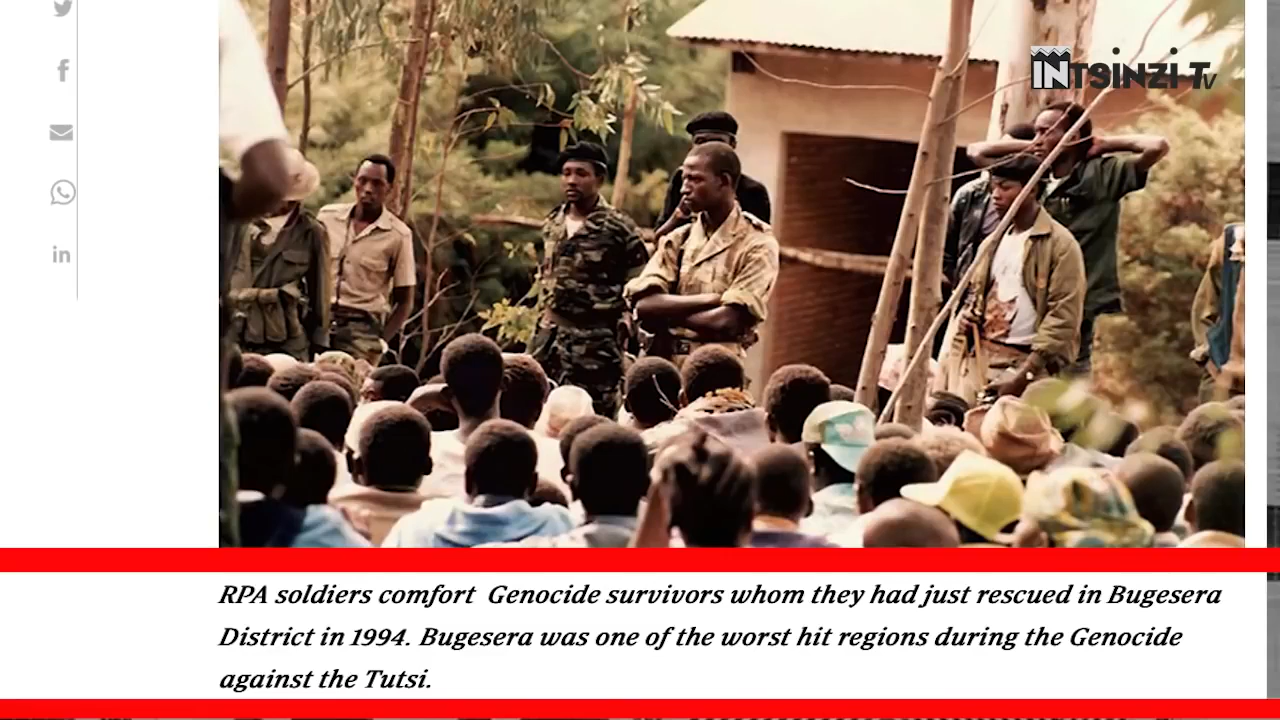 INTSINZI TV
in
RPA soldiers comfort Genocide survivors whom they had just rescued in Bugesera
District in 1994. Bugesera was one of the worst hit regions during the Genocide
against the Tutsi.